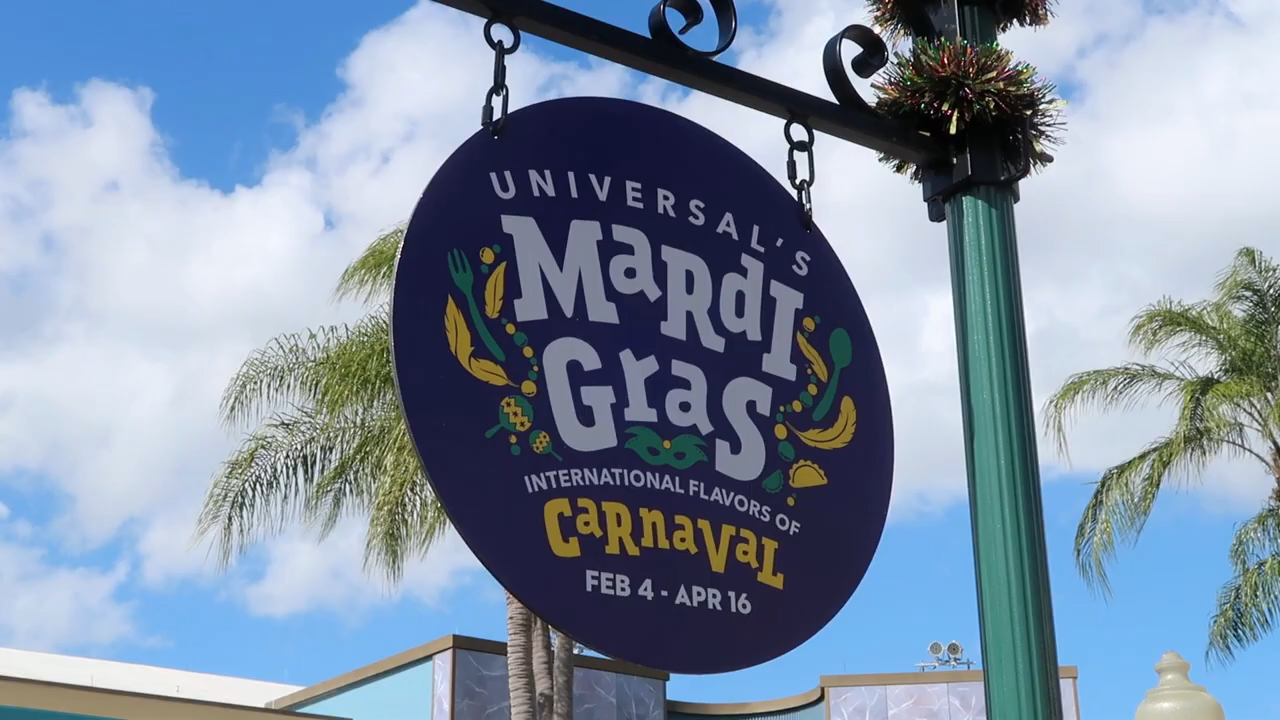 UNIVERSAL'S
MaRdI
GraS
INTERNATIONAL FLAVORS OF
CaRnaVaL
FEB 4 - APR 16